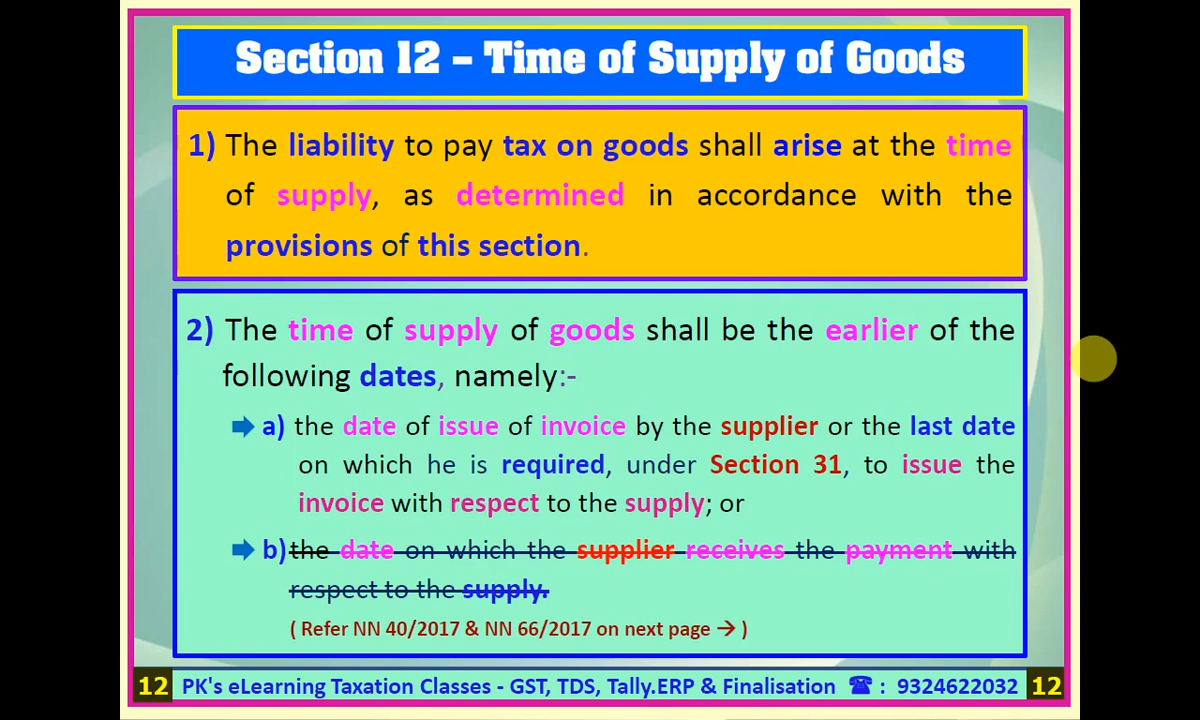 Section 12 – Time of Supply of Goods
1) The liability to pay tax on goods shall arise at the time
of supply, as determined in accordance with the
provisions of this section.
2) The time of supply of goods shall be the earlier of the
following dates, namely:-
➡ a) the date of issue of invoice by the supplier or the last date
on which he is required, under Section 31, to issue the
invoice with respect to the supply; or
➡ b) the date on which the supplier receives the payment with
respect to the supply.
( Refer NN 40/2017 & NN 66/2017 on next page → )
12 PK's eLearning Taxation Classes - GST, TDS, Tally.ERP & Finalisation ☎ : 9324622032 12